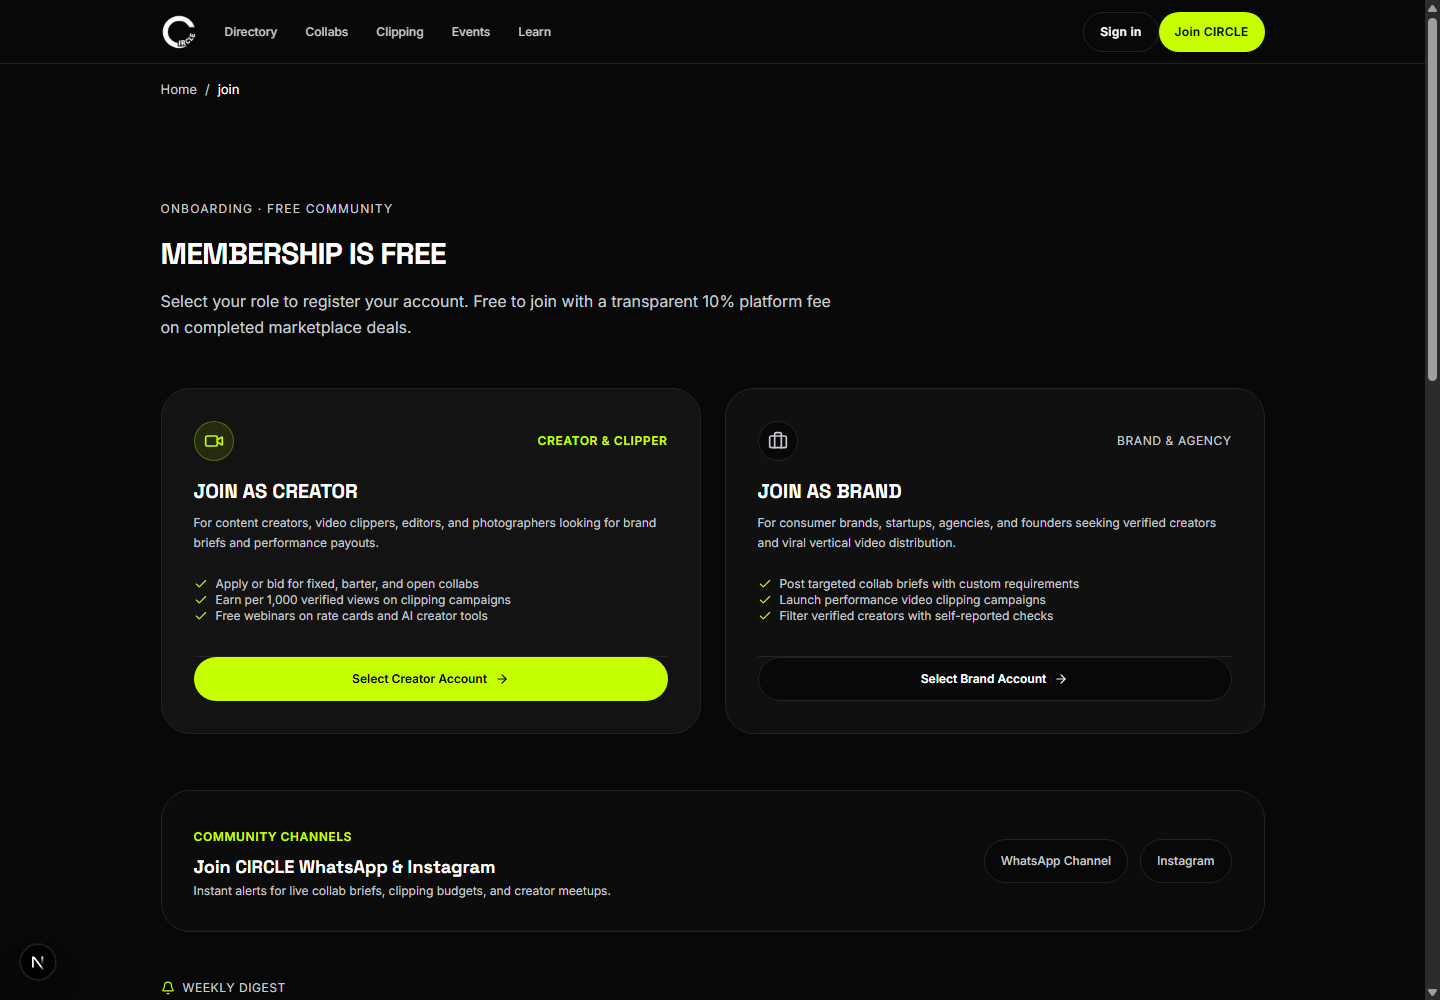 CIRCLE
Directory
Collabs
Clipping
Events
Learn
Sign in
Join CIRCLE
Home / join
ONBOARDING · FREE COMMUNITY
MEMBERSHIP IS FREE
Select your role to register your account. Free to join with a transparent 10% platform fee
on completed marketplace deals.
CREATOR & CLIPPER
JOIN AS CREATOR
For content creators, video clippers, editors, and photographers looking for brand
briefs and performance payouts.
Apply or bid for fixed, barter, and open collabs
Earn per 1,000 verified views on clipping campaigns
Free webinars on rate cards and AI creator tools
Select Creator Account
BRAND & AGENCY
JOIN AS BRAND
For consumer brands, startups, agencies, and founders seeking verified creators
and viral vertical video distribution.
Post targeted collab briefs with custom requirements
Launch performance video clipping campaigns
Filter verified creators with self-reported checks
Select Brand Account
COMMUNITY CHANNELS
Join CIRCLE WhatsApp & Instagram
Instant alerts for live collab briefs, clipping budgets, and creator meetups.
WhatsApp Channel
Instagram
N
WEEKLY DIGEST